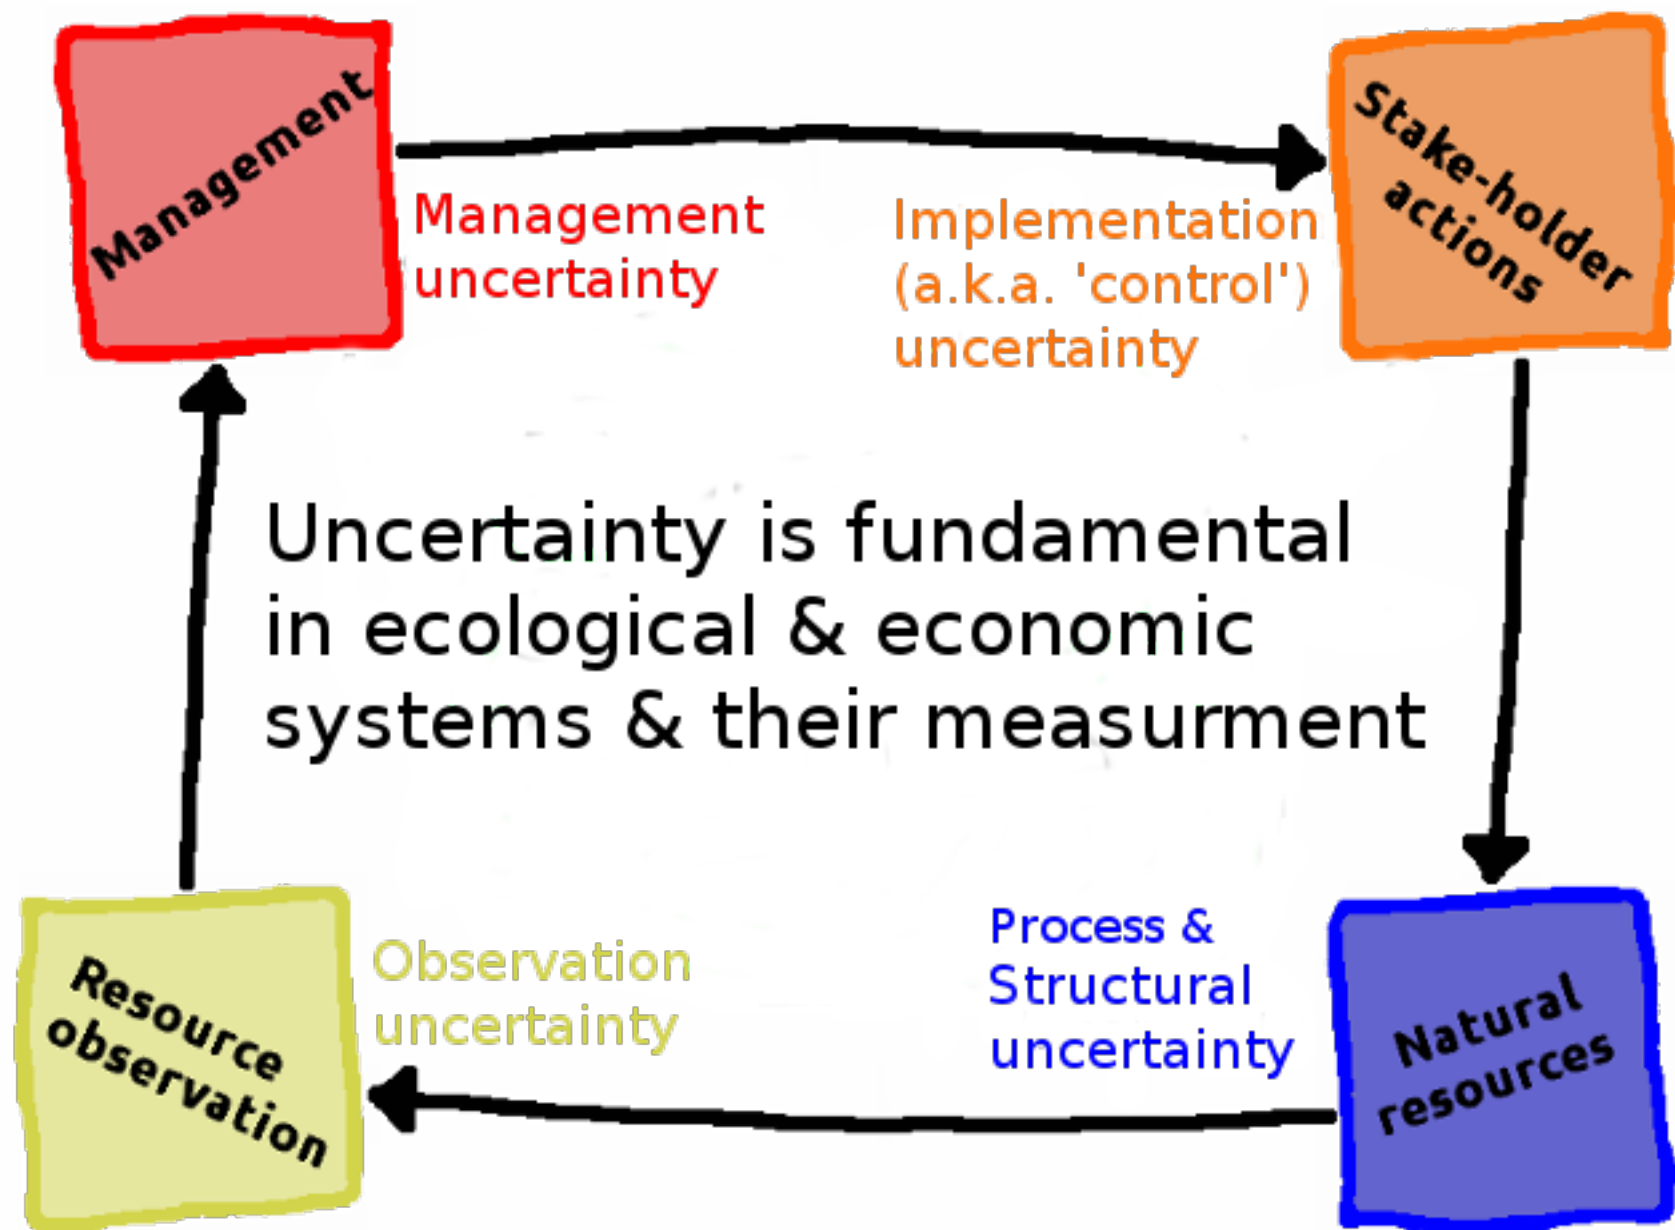 Management
Stake-holder
actions
Management
uncertainty
Implementation
(a.k.a. 'control')
uncertainty
Uncertainty is fundamental
in ecological & economic
systems & their measurment
Resource
observation
Observation
uncertainty
Process &
Structural
uncertainty
Natural
resources